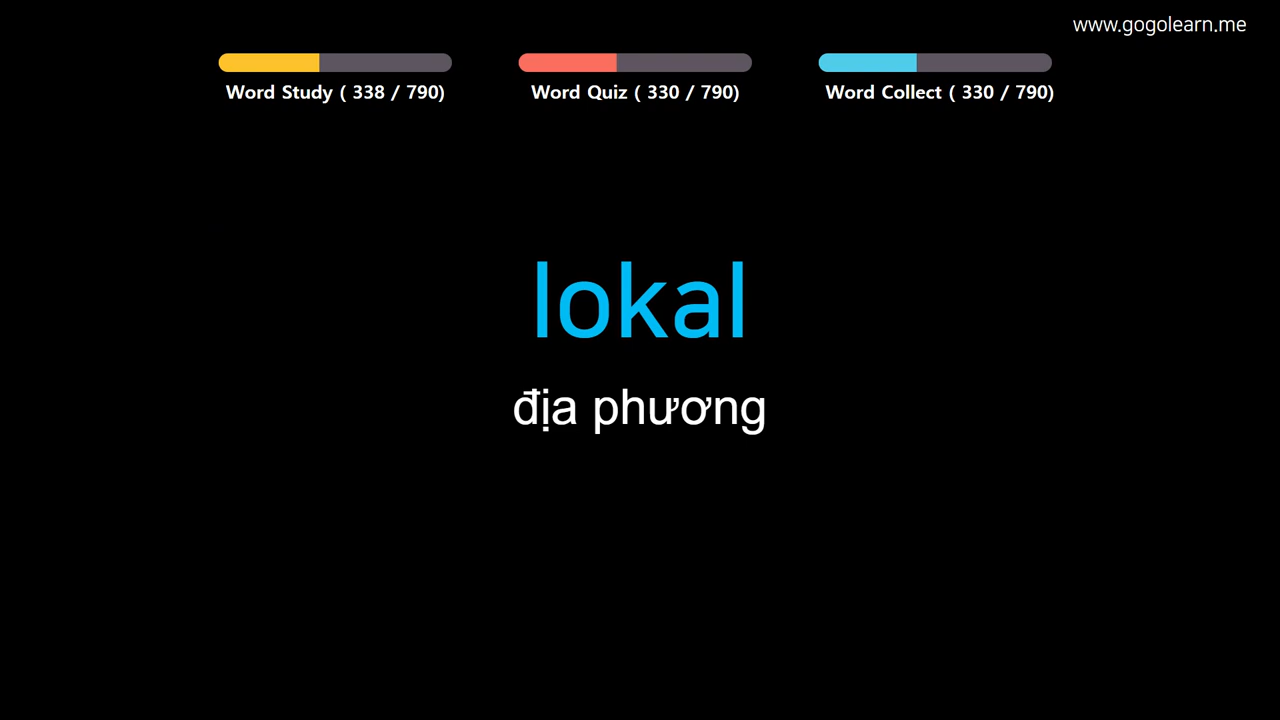 www.gogolearn.me
Word Study ( 338 / 790)
Word Quiz ( 330 / 790)
Word Collect ( 330 / 790)
lokal
địa phương